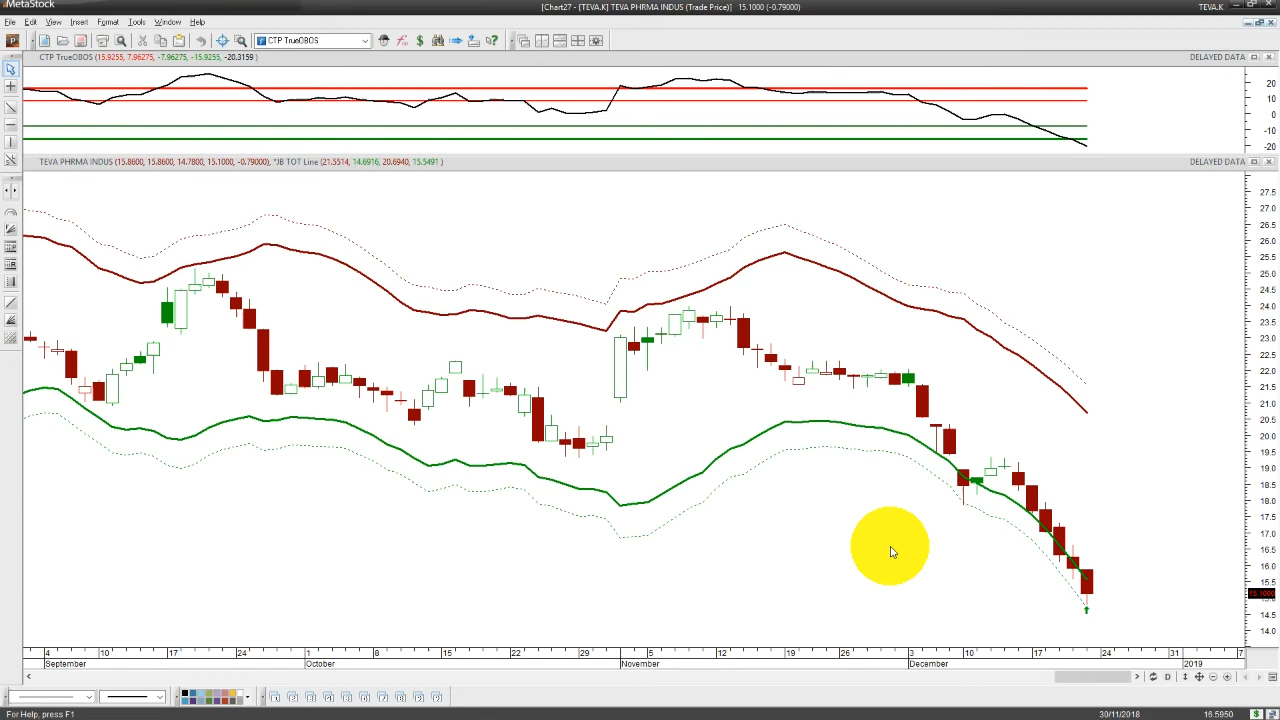 MetaStock
[Chart27 - [TEVA.K] TEVA PHRMA INDUS (Trade Price)] 15.1000 (-0.79000)
TEVA.K
File Edit View Insert Format Tools Window Help
CTP TrueOBOS
CTP TrueOBOS (15.9255, 7.96275, -7.96275, -15.9255, -20.3159 )
DELAYED DATA
20
10
0
-10
-20
TEVA PHRMA INDUS (15.8600, 15.8600, 14.7800, 15.1000, -0.79000), "JB TOT Line (21.5514, 14.6916, 20.6940, 15.5491 )
DELAYED DATA
27.5
27.0
26.5
26.0
25.5
25.0
24.5
24.0
23.5
23.0
22.5
22.0
21.5
21.0
20.5
20.0
19.5
19.0
18.5
18.0
17.5
17.0
16.5
16.0
15.5
15.1000
14.5
14.0
4 10 17 24 1 8 15 22 29 5 12 19 26 3 10 17 24 31 7
September October November December 2019
D
For Help, press F1
30/11/2018
16.5950